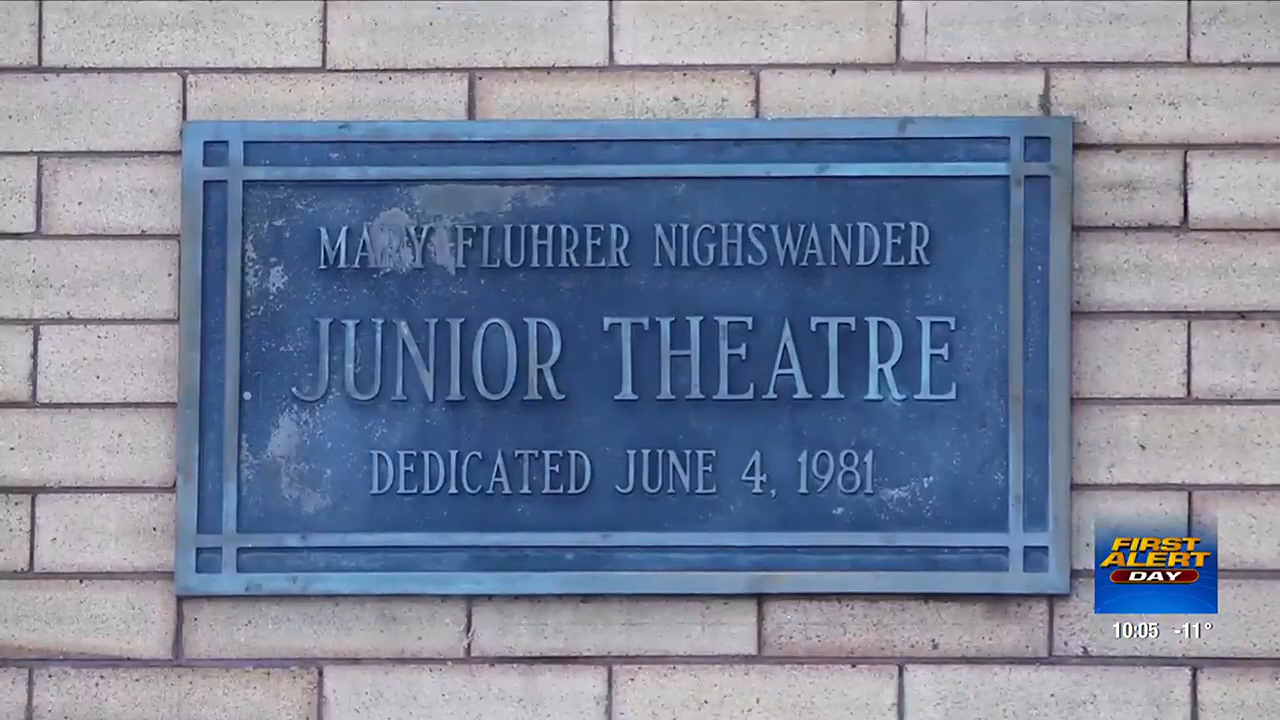 MARY FLUHRER NIGHSWANDER
JUNIOR THEATRE
DEDICATED JUNE 4, 1981
FIRST
ALERT
DAY
10:05 -11°